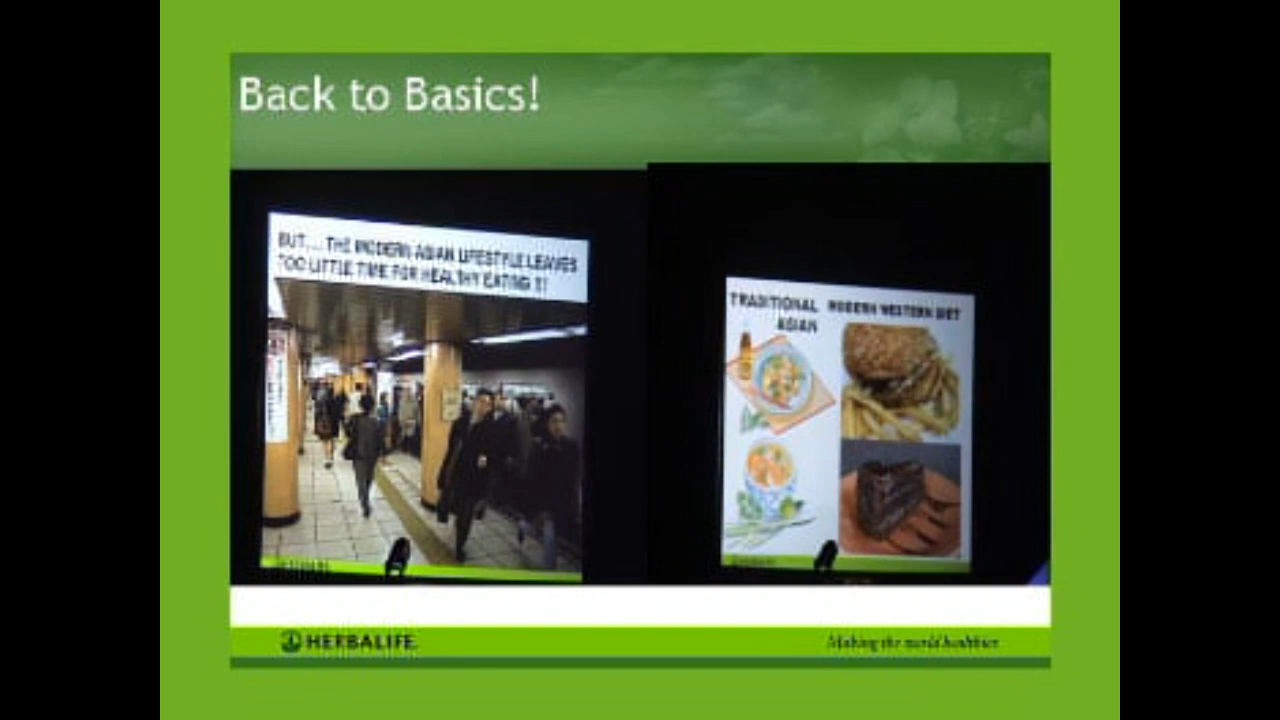 Back to Basics!
BUT.... THE MODERN ASIAN LIFESTYLE LEAVES
TOO LITTLE TIME FOR HEALTHY EATING !!!
TRADITIONAL
ASIAN
MODERN WESTERN DIET
HERBALIFE
Making the world healthier.